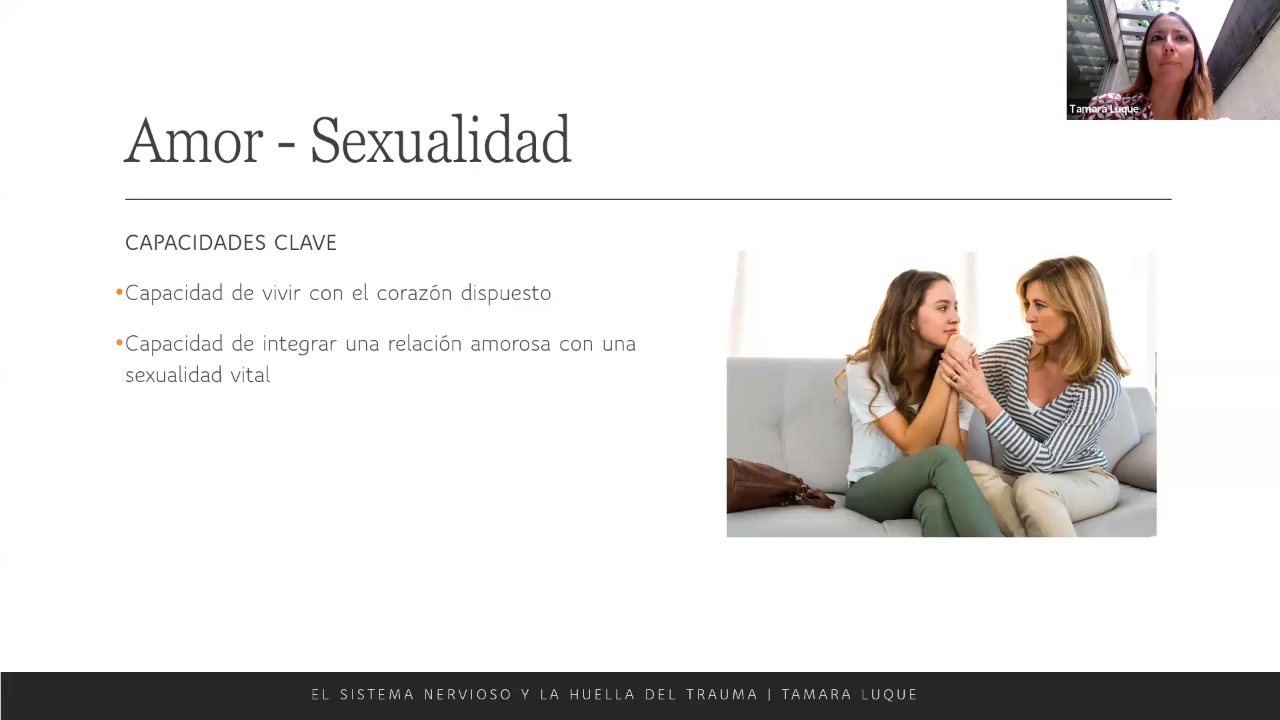 Tamara Luque
Amor - Sexualidad
CAPACIDADES CLAVE
•Capacidad de vivir con el corazón dispuesto
•Capacidad de integrar una relación amorosa con una
sexualidad vital
EL SISTEMA NERVIOSO Y LA HUELLA DEL TRAUMA | TAMARA LUQUE